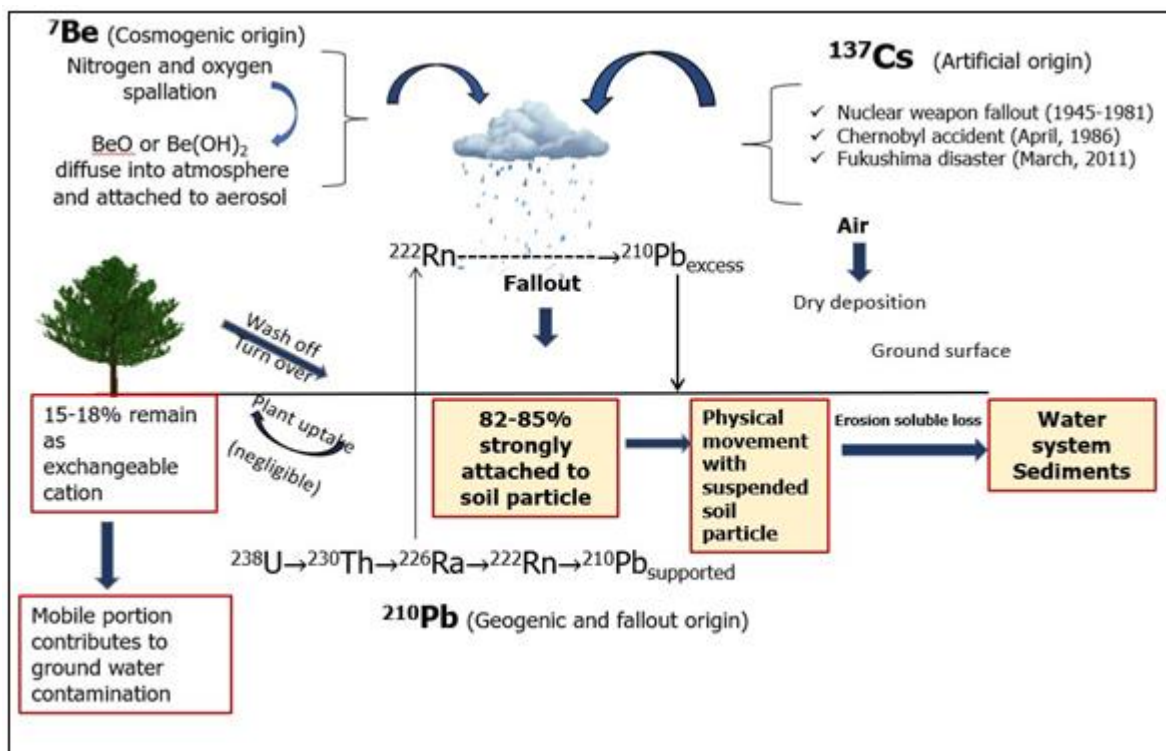 ⁷Be (Cosmogenic origin)
Nitrogen and oxygen
spallation
BeO or Be(OH)₂
diffuse into atmosphere
and attached to aerosol
¹³⁷Cs (Artificial origin)
✓ Nuclear weapon fallout (1945-1981)
✓ Chernobyl accident (April, 1986)
✓ Fukushima disaster (March, 2011)
Air
Dry deposition
Ground surface
²²²Rn----------------→²¹⁰Pbexcess
Fallout
Wash off
Turn over
Plant uptake
(negligible)
15-18% remain
as
exchangeable
cation
82-85%
strongly
attached to
soil particle
Physical
movement
with
suspended
soil
particle
Erosion soluble loss
Water
system
Sediments
²³⁸U→²³⁰Th→²²⁶Ra→²²²Rn→²¹⁰Pbsupported
²¹⁰Pb (Geogenic and fallout origin)
Mobile portion
contributes to
ground water
contamination